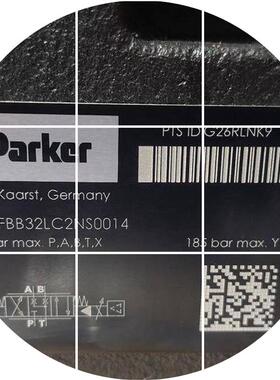 Parker
PTS ID G26RLNK9
Kaarst, Germany
FBB32LC2NS0014
bar max. P,A,B,T,X
185 bar max. Y
A B
P T